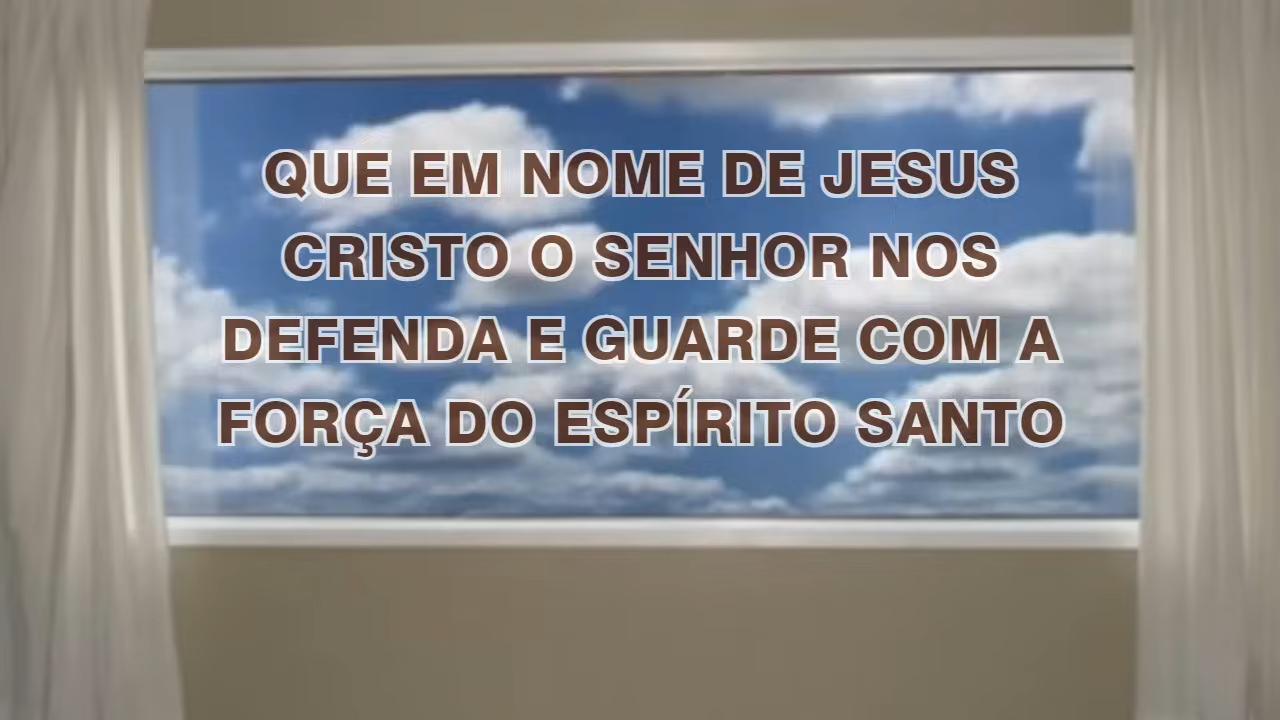 QUE EM NOME DE JESUS
CRISTO O SENHOR NOS
DEFENDA E GUARDE COM A
FORÇA DO ESPÍRITO SANTO